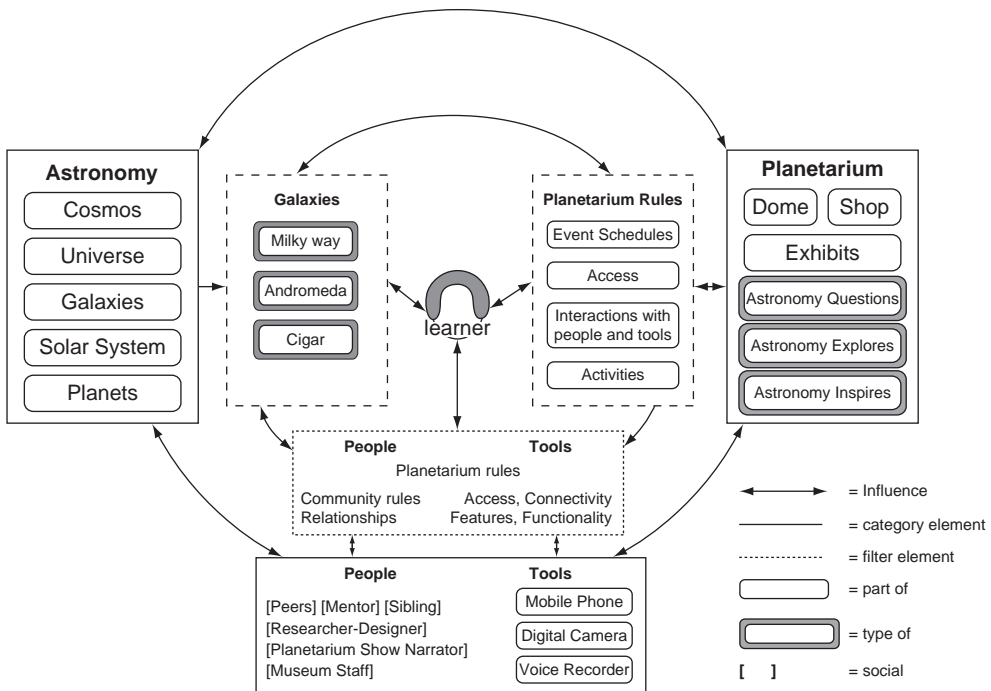 Astronomy
Cosmos
Universe
Galaxies
Solar System
Planets
Galaxies
Milky way
Andromeda
Cigar
learner
Planetarium Rules
Event Schedules
Access
Interactions with
people and tools
Activities
Planetarium
Dome Shop
Exhibits
Astronomy Questions
Astronomy Explores
Astronomy Inspires
People Tools
Planetarium rules
Community rules Access, Connectivity
Relationships Features, Functionality
People Tools
[Peers] [Mentor] [Sibling]
[Researcher-Designer]
[Planetarium Show Narrator]
[Museum Staff]
Mobile Phone
Digital Camera
Voice Recorder
= Influence
= category element
= filter element
= part of
= type of
[ ] = social